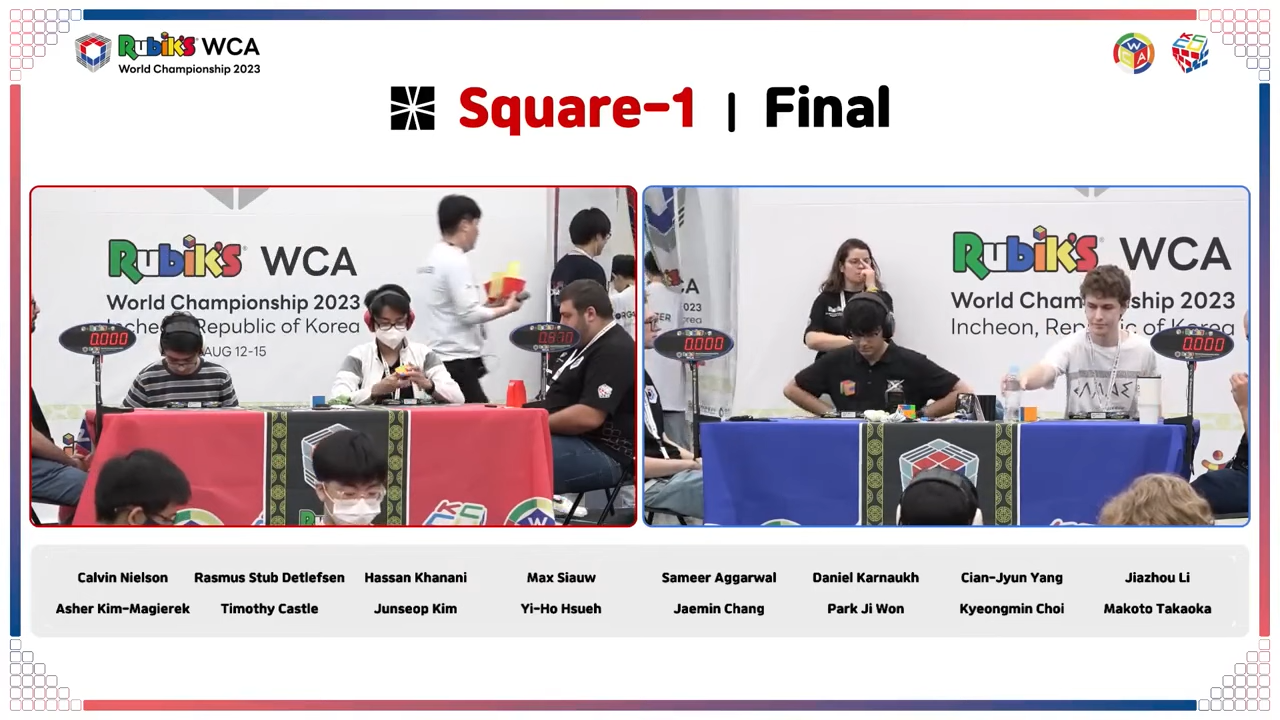 Rubik's WCA
World Championship 2023
WCA
Square-1 | Final
Rubik's WCA
World Championship 2023
Republic of Korea
AUG 12-15
0.000
Rubik's WCA
World Championship 2023
Incheon, Republic of Korea
0.000
0.000
Calvin Nielson Rasmus Stub Detlefsen Hassan Khanani Max Siauw Sameer Aggarwal Daniel Karnaukh Cian-Jyun Yang Jiazhou Li
Asher Kim-Magierek Timothy Castle Junseop Kim Yi-Ho Hsueh Jaemin Chang Park Ji Won Kyeongmin Choi Makoto Takaoka